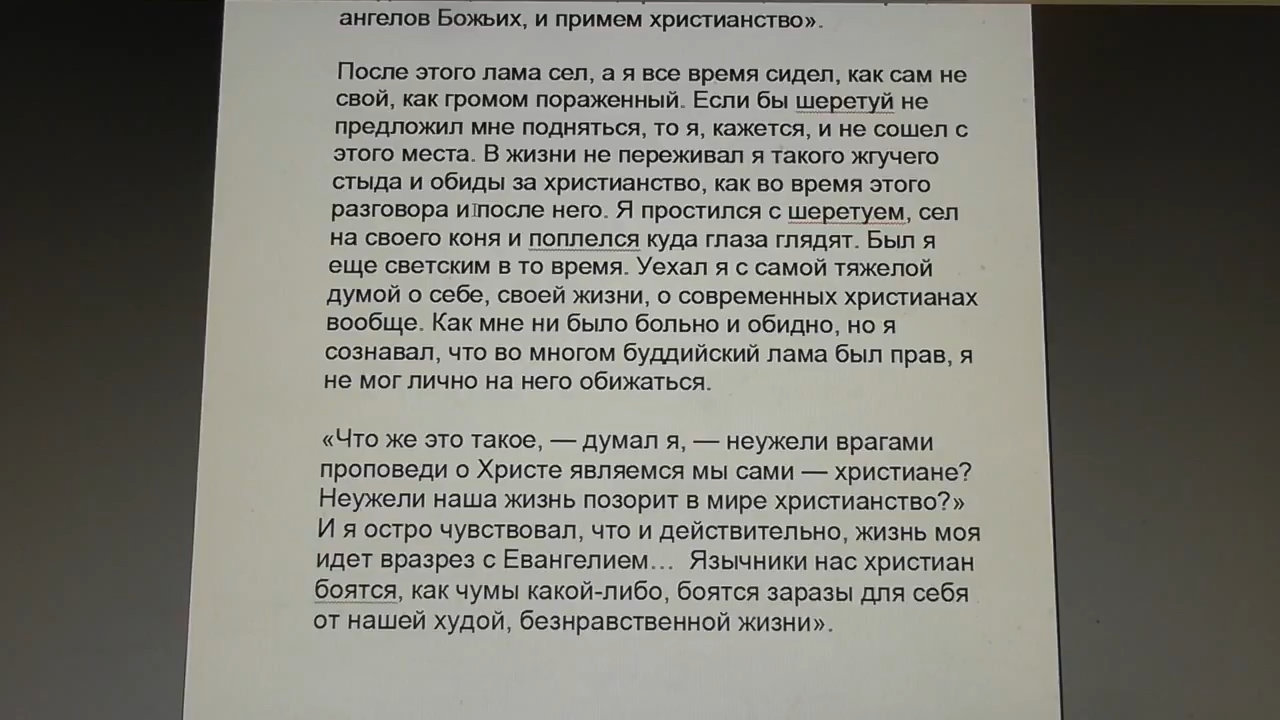 ангелов Божьих, и примем христианство».
После этого лама сел, а я все время сидел, как сам не
свой, как громом пораженный. Если бы шеретуй не
предложил мне подняться, то я, кажется, и не сошел с
этого места. В жизни не переживал я такого жгучего
стыда и обиды за христианство, как во время этого
разговора и после него. Я простился с шеретуем, сел
на своего коня и поплелся куда глаза глядят. Был я
еще светским в то время. Уехал я с самой тяжелой
думой о себе, своей жизни, о современных христианах
вообще. Как мне ни было больно и обидно, но я
сознавал, что во многом буддийский лама был прав, я
не мог лично на него обижаться.
«Что же это такое, — думал я, — неужели врагами
проповеди о Христе являемся мы сами — христиане?
Неужели наша жизнь позорит в мире христианство?»
И я остро чувствовал, что и действительно, жизнь моя
идет вразрез с Евангелием... Язычники нас христиан
боятся, как чумы какой-либо, боятся заразы для себя
от нашей худой, безнравственной жизни».